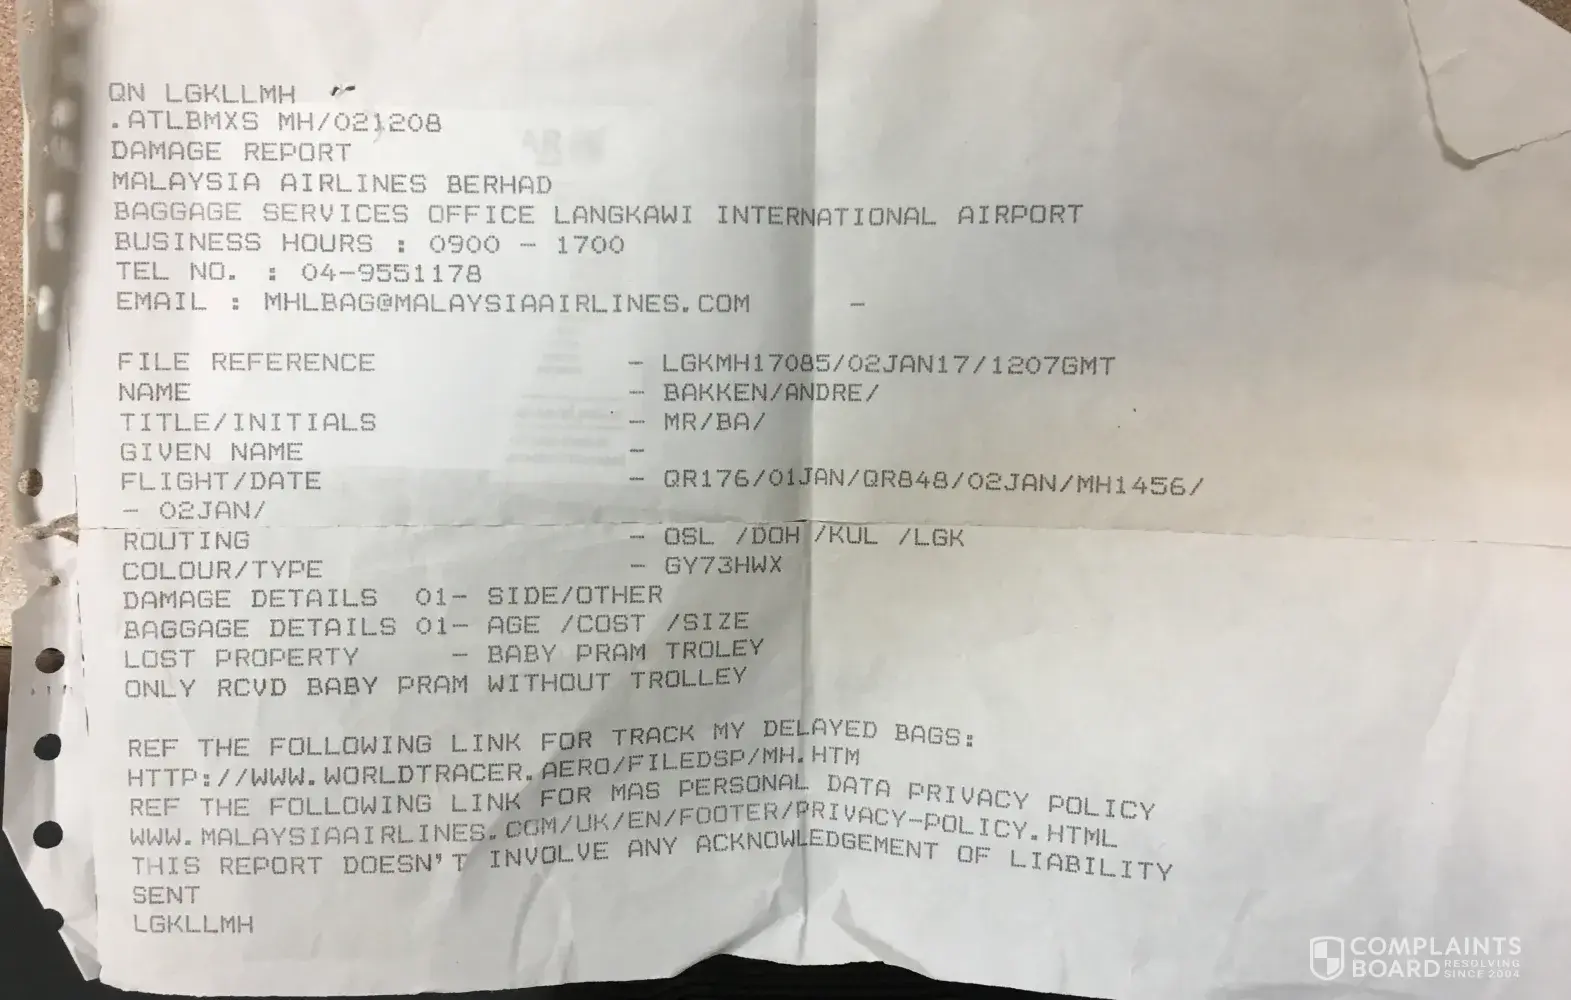 QN LGKLLMH
.ATLBMXS MH/021208
DAMAGE REPORT
MALAYSIA AIRLINES BERHAD
BAGGAGE SERVICES OFFICE LANGKAWI INTERNATIONAL AIRPORT
BUSINESS HOURS : 0900 - 1700
TEL NO. : 04-9551178
EMAIL : MHLBAG@MALAYSIAAIRLINES.COM -
FILE REFERENCE - LGKMH17085/02JAN17/1207GMT
NAME - BAKKEN/ANDRE/
TITLE/INITIALS - MR/BA/
GIVEN NAME -
FLIGHT/DATE - QR176/01JAN/QR848/02JAN/MH1456/
- 02JAN/
ROUTING - OSL /DOH /KUL /LGK
COLOUR/TYPE - GY73HWX
DAMAGE DETAILS 01- SIDE/OTHER
BAGGAGE DETAILS 01- AGE /COST /SIZE
LOST PROPERTY - BABY PRAM TROLEY
ONLY RCVD BABY PRAM WITHOUT TROLLEY
REF THE FOLLOWING LINK FOR TRACK MY DELAYED BAGS:
HTTP://WWW.WORLDTRACER.AERO/FILEDSP/MH.HTM
REF THE FOLLOWING LINK FOR MAS PERSONAL DATA PRIVACY POLICY
WWW.MALAYSIAAIRLINES.COM/UK/EN/FOOTER/PRIVACY-POLICY.HTML
THIS REPORT DOESN'T INVOLVE ANY ACKNOWLEDGEMENT OF LIABILITY
SENT
LGKLLMH
COMPLAINTS
BOARD RESOLVING SINCE 2004